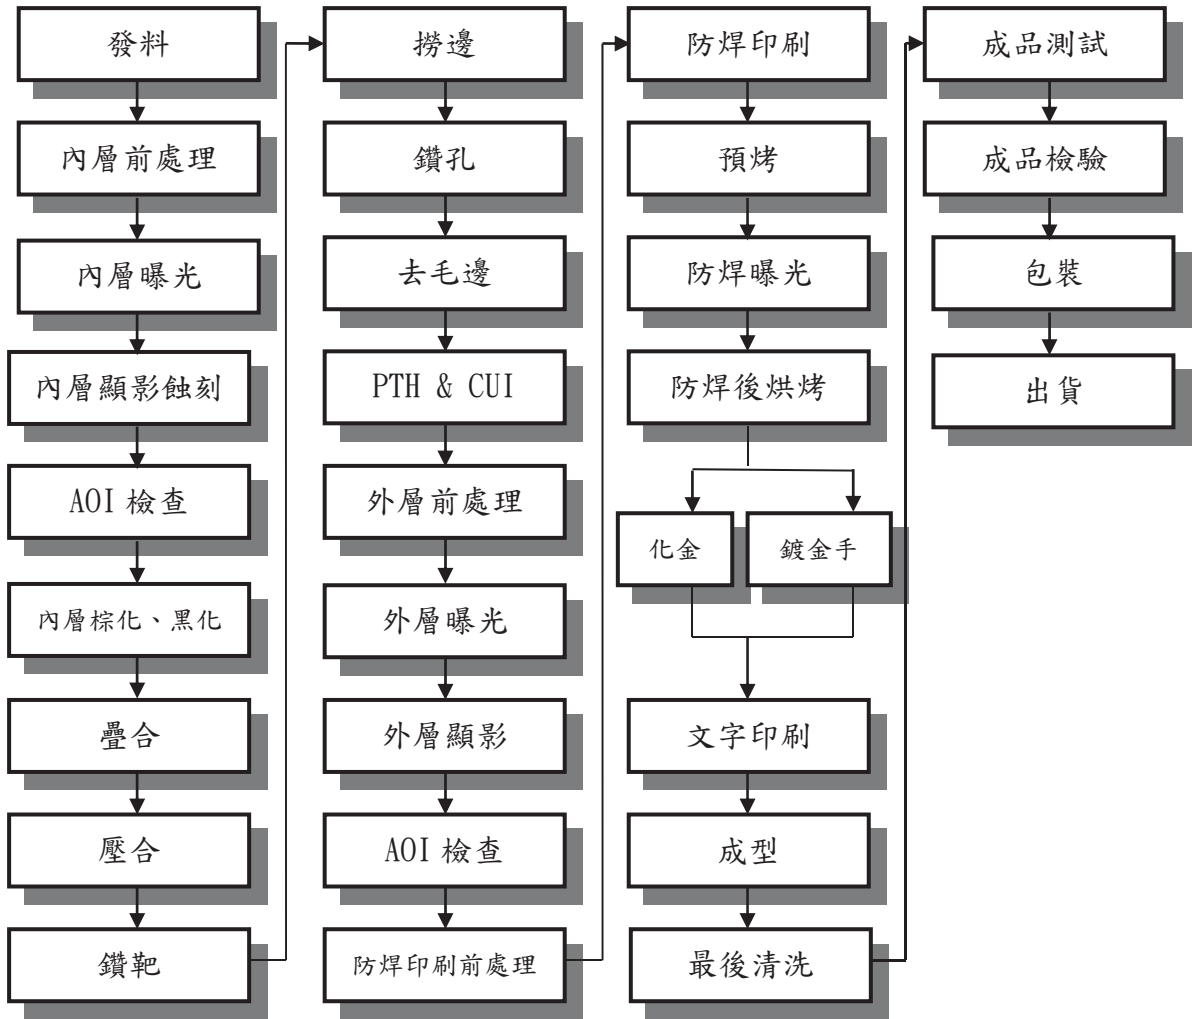 發料
內層前處理
內層曝光
內層顯影蝕刻
AOI 檢查
內層棕化、黑化
疊合
壓合
鑽靶
撈邊
鑽孔
去毛邊
PTH & CUI
外層前處理
外層曝光
外層顯影
AOI 檢查
防焊印刷前處理
防焊印刷
預烤
防焊曝光
防焊後烘烤
化金
鍍金手
文字印刷
成型
最後清洗
成品測試
成品檢驗
包裝
出貨